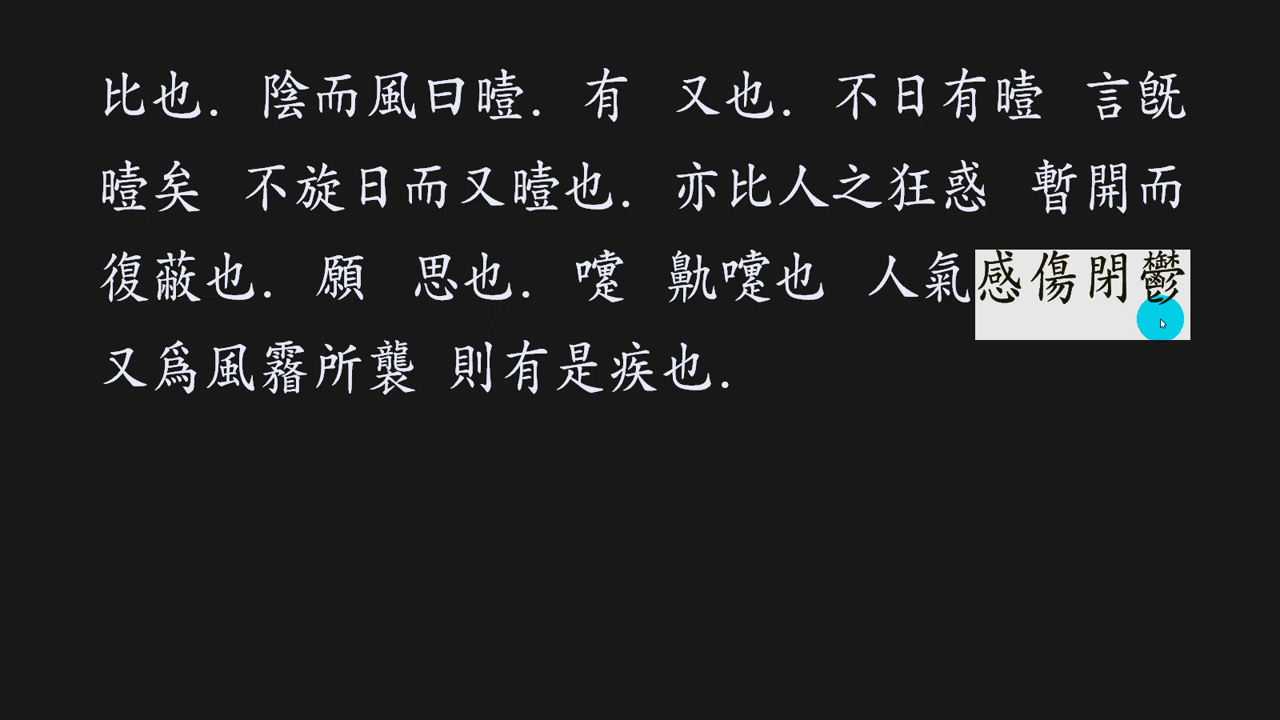 比也. 陰而風曰曀. 有 又也. 不日有曀 言旣
曀矣 不旋日而又曀也. 亦比人之狂惑 暫開而
復蔽也. 願 思也. 嚔 鼽嚔也 人氣感傷閉鬱
又爲風霿所襲 則有是疾也.